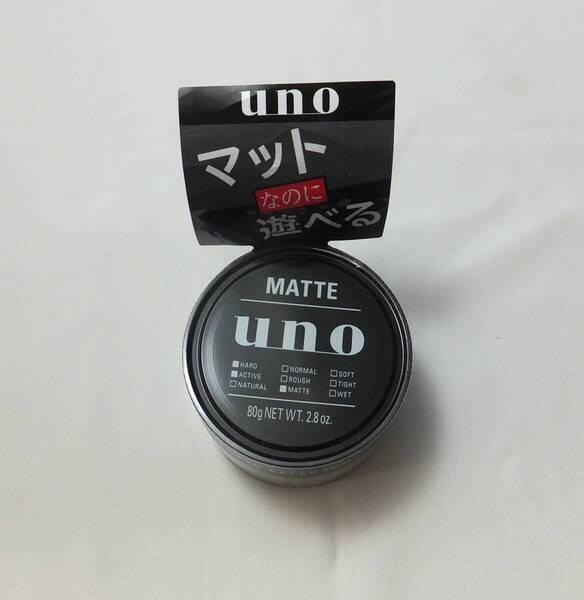 uno
マット
なのに
遊べる
MATTE
uno
■HARD □NORMAL □SOFT
■ACTIVE □ROUGH □TIGHT
□NATURAL ■MATTE □WET
80g NET WT. 2.8 oz.